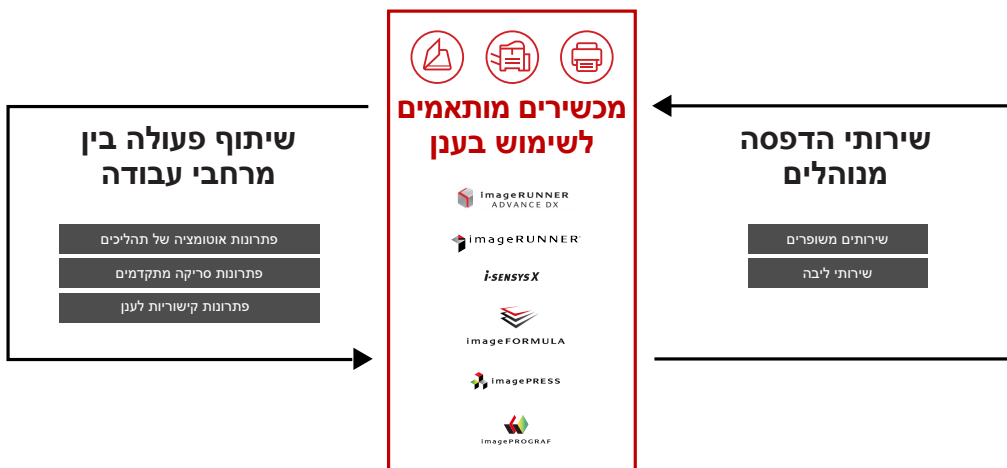 שירותי הדפסה
מנוהלים
שירותים משופרים
שירותי ליבה
מכשירים מותאמים
לשימוש בענן
imageRUNNER
ADVANCE DX
imageRUNNER
i-SENSYS X
imageFORMULA
imagePRESS
imagePROGRAF
שיתוף פעולה בין
מרחבי עבודה
פתרונות אוטומציה של תהליכים
פתרונות סריקה מתקדמים
פתרונות קישוריות לענן